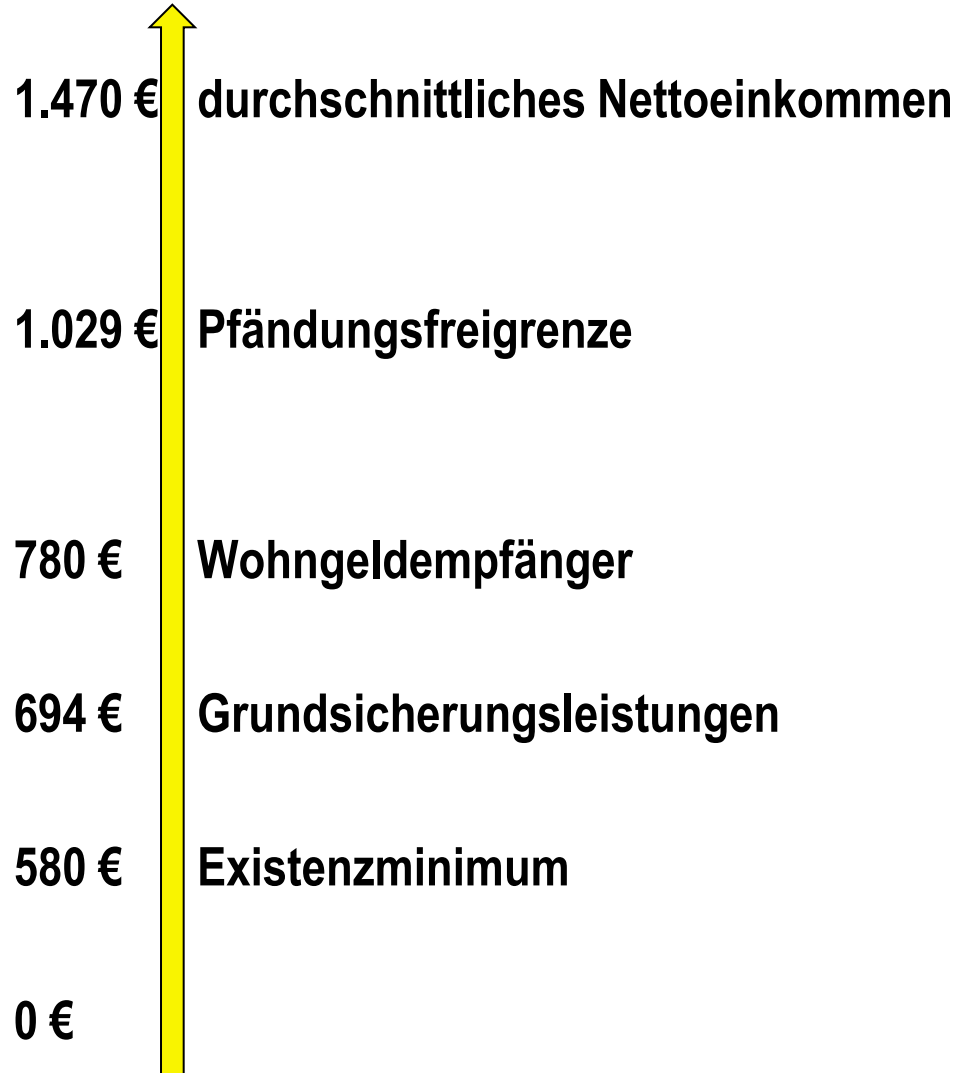 1.470 € durchschnittliches Nettoeinkommen
1.029 € Pfändungsfreigrenze
780 € Wohngeldempfänger
694 € Grundsicherungsleistungen
580 € Existenzminimum
0 €